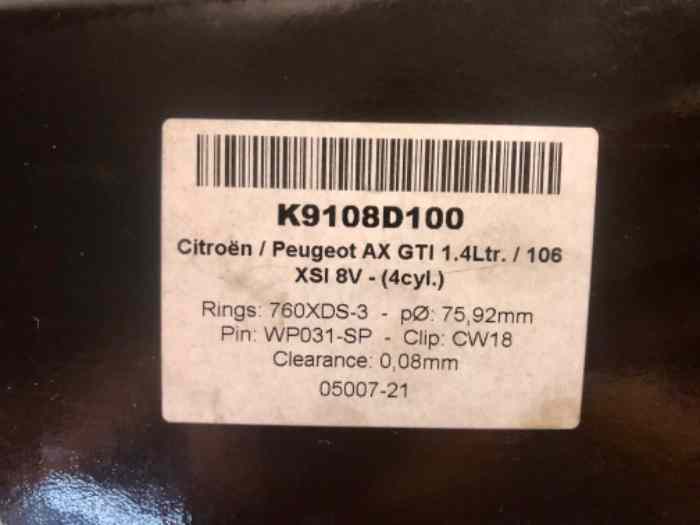 K9108D100
Citroën / Peugeot AX GTI 1.4Ltr. / 106
XSI 8V - (4cyl.)
Rings: 760XDS-3 - pØ: 75,92mm
Pin: WP031-SP - Clip: CW18
Clearance: 0,08mm
05007-21